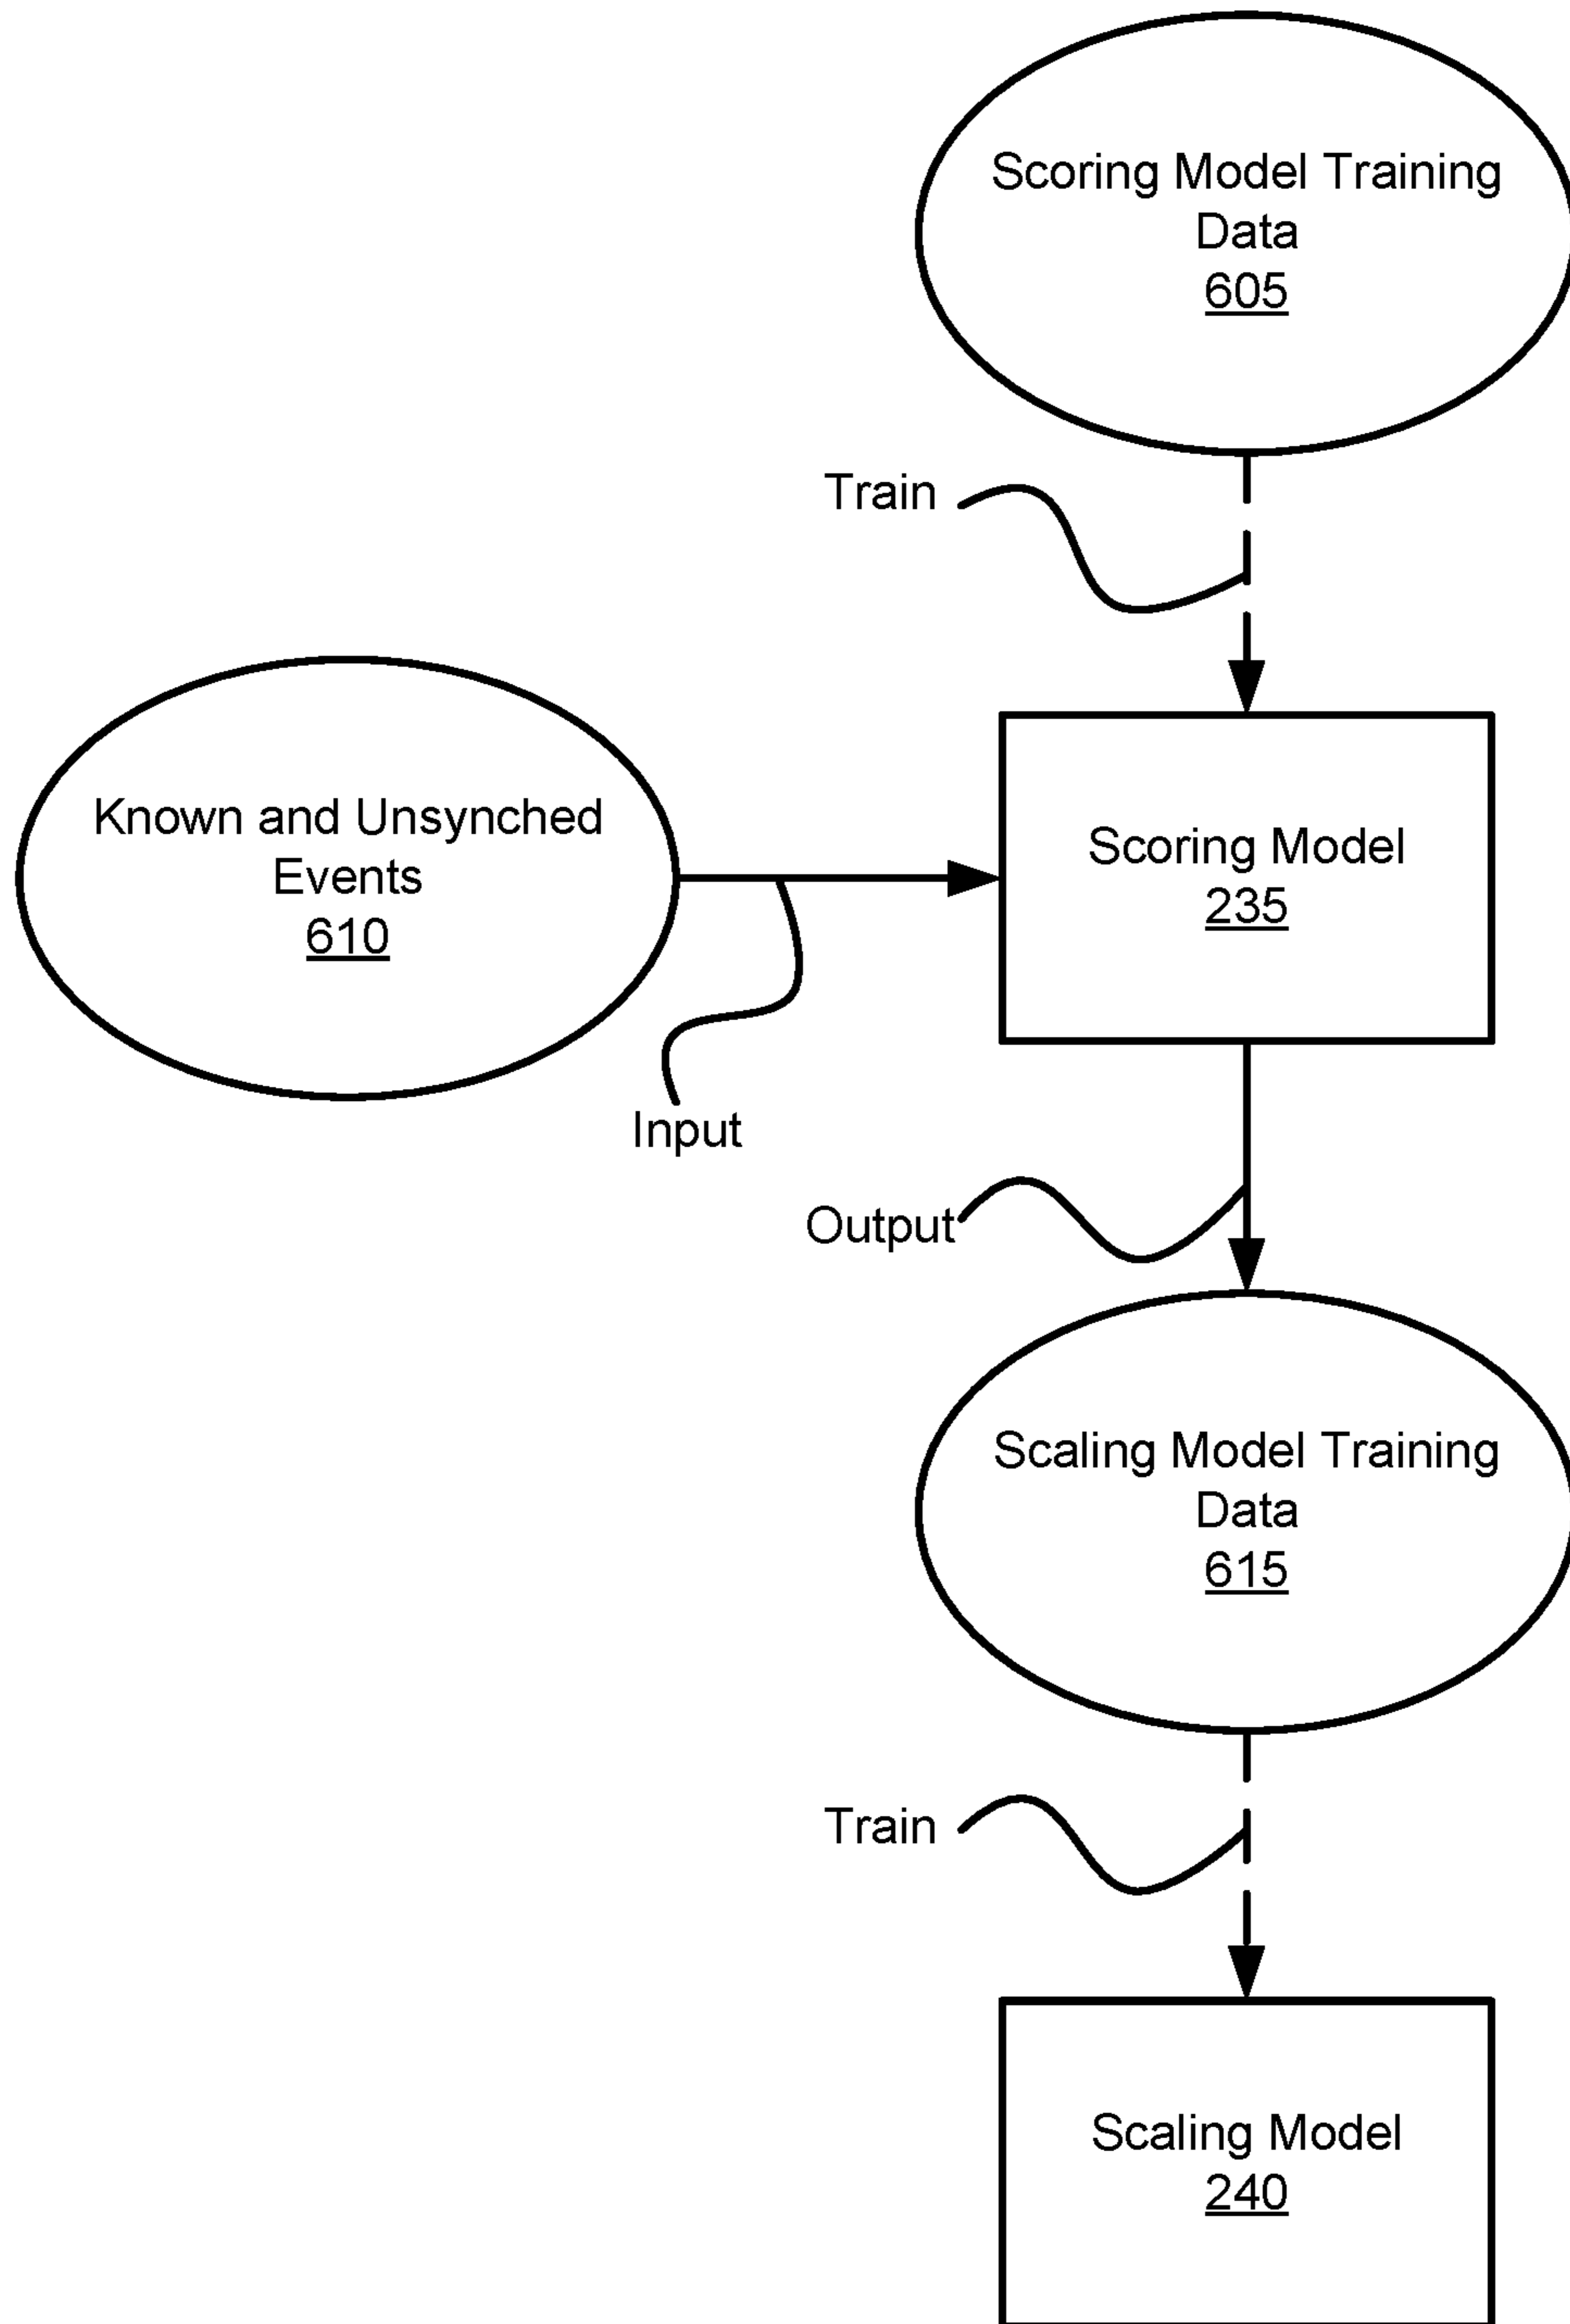 Scoring Model Training
Data
605
Train
Known and Unsynched
Events
610
Scoring Model
235
Input
Output
Scaling Model Training
Data
615
Train
Scaling Model
240